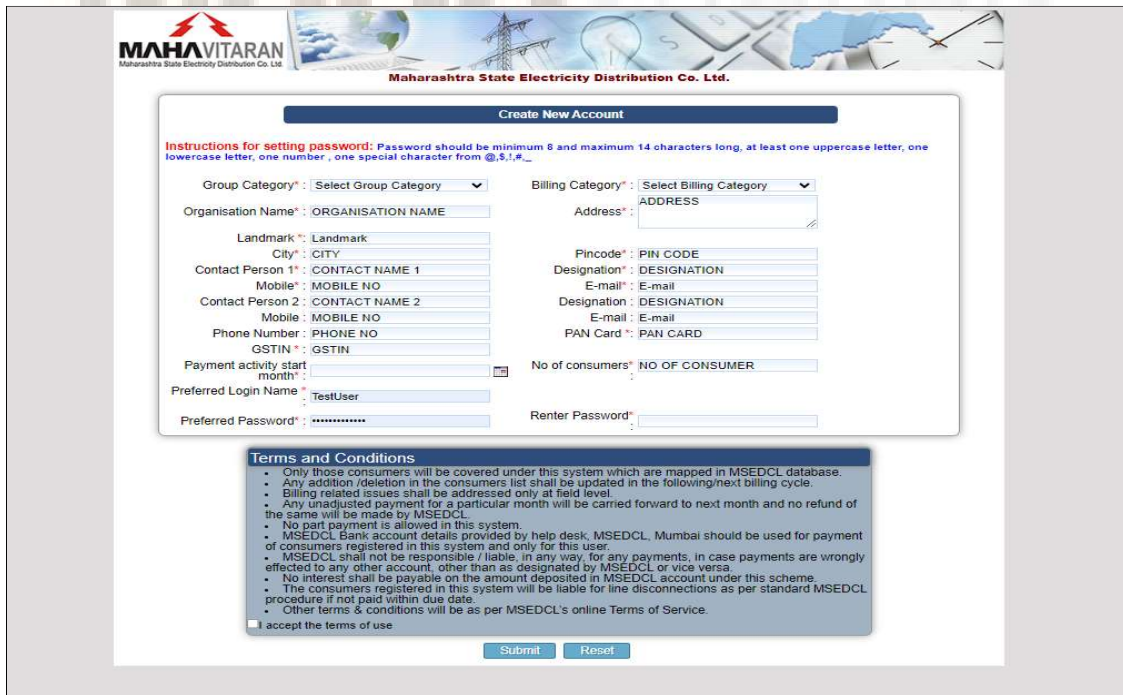 MAHAVITARAN
Maharashtra State Electricity Distribution Co. Ltd.
Maharashtra State Electricity Distribution Co. Ltd.
Create New Account
Instructions for setting password: Password should be minimum 8 and maximum 14 characters long, at least one uppercase letter, one
lowercase letter, one number , one special character from @,$,!,#,_
Group Category* : Select Group Category Billing Category* : Select Billing Category
Organisation Name* : ORGANISATION NAME Address* : ADDRESS
Landmark *: Landmark
City* : CITY Pincode* : PIN CODE
Contact Person 1* : CONTACT NAME 1 Designation* : DESIGNATION
Mobile* : MOBILE NO E-mail* : E-mail
Contact Person 2 : CONTACT NAME 2 Designation : DESIGNATION
Mobile : MOBILE NO E-mail : E-mail
Phone Number : PHONE NO PAN Card *: PAN CARD
GSTIN * : GSTIN
Payment activity start
month* : No of consumers* : NO OF CONSUMER
Preferred Login Name * : TestUser
Preferred Password* : ••••••••••••• Renter Password* :
Terms and Conditions
• Only those consumers will be covered under this system which are mapped in MSEDCL database.
• Any addition /deletion in the consumers list shall be updated in the following/next billing cycle.
• Billing related issues shall be addressed only at field level.
• Any unadjusted payment for a particular month will be carried forward to next month and no refund of
the same will be made by MSEDCL.
• No part payment is allowed in this system.
• MSEDCL Bank account details provided by help desk, MSEDCL, Mumbai should be used for payment
of consumers registered in this system and only for this user.
• MSEDCL shall not be responsible / liable, in any way, for any payments, in case payments are wrongly
effected to any other account, other than as designated by MSEDCL or vice versa.
• No interest shall be payable on the amount deposited in MSEDCL account under this scheme.
• The consumers registered in this system will be liable for line disconnections as per standard MSEDCL
procedure if not paid within due date.
• Other terms & conditions will be as per MSEDCL's online Terms of Service.
I accept the terms of use
Submit Reset